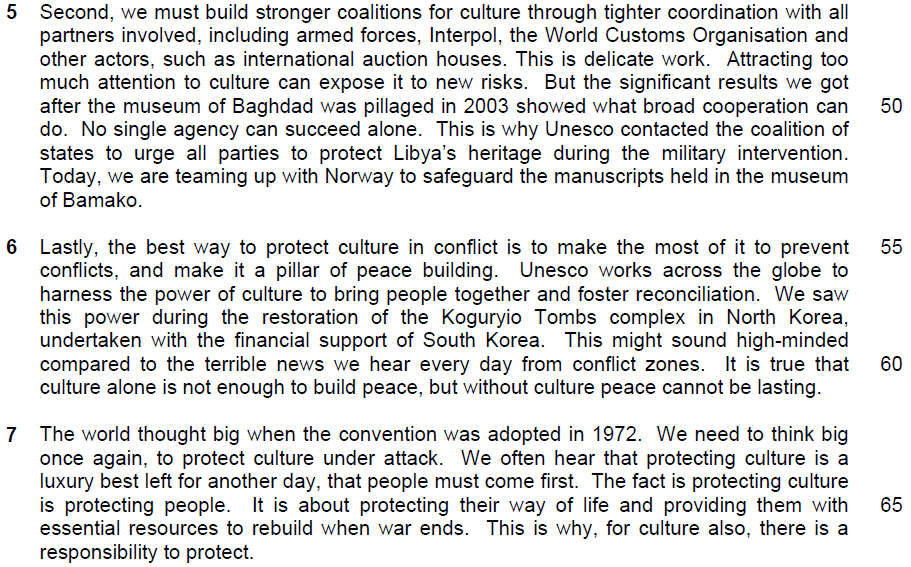 5 Second, we must build stronger coalitions for culture through tighter coordination with all
partners involved, including armed forces, Interpol, the World Customs Organisation and
other actors, such as international auction houses. This is delicate work. Attracting too
much attention to culture can expose it to new risks. But the significant results we got
after the museum of Baghdad was pillaged in 2003 showed what broad cooperation can 50
do. No single agency can succeed alone. This is why Unesco contacted the coalition of
states to urge all parties to protect Libya's heritage during the military intervention.
Today, we are teaming up with Norway to safeguard the manuscripts held in the museum
of Bamako.
6 Lastly, the best way to protect culture in conflict is to make the most of it to prevent 55
conflicts, and make it a pillar of peace building. Unesco works across the globe to
harness the power of culture to bring people together and foster reconciliation. We saw
this power during the restoration of the Koguryio Tombs complex in North Korea,
undertaken with the financial support of South Korea. This might sound high-minded
compared to the terrible news we hear every day from conflict zones. It is true that 60
culture alone is not enough to build peace, but without culture peace cannot be lasting.
7 The world thought big when the convention was adopted in 1972. We need to think big
once again, to protect culture under attack. We often hear that protecting culture is a
luxury best left for another day, that people must come first. The fact is protecting culture
is protecting people. It is about protecting their way of life and providing them with 65
essential resources to rebuild when war ends. This is why, for culture also, there is a
responsibility to protect.